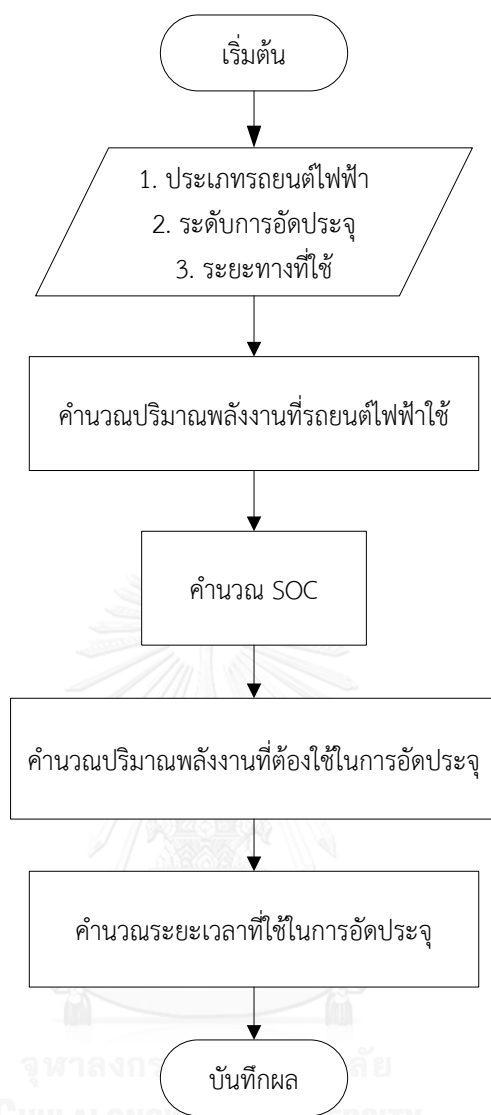 เริ่มต้น
1. ประเภทรถยนต์ไฟฟ้า
2. ระดับการอัดประจุ
3. ระยะทางที่ใช้
คำนวณปริมาณพลังงานที่รถยนต์ไฟฟ้าใช้
คำนวณ SOC
คำนวณปริมาณพลังงานที่ต้องใช้ในการอัดประจุ
คำนวณระยะเวลาที่ใช้ในการอัดประจุ
บันทึกผล